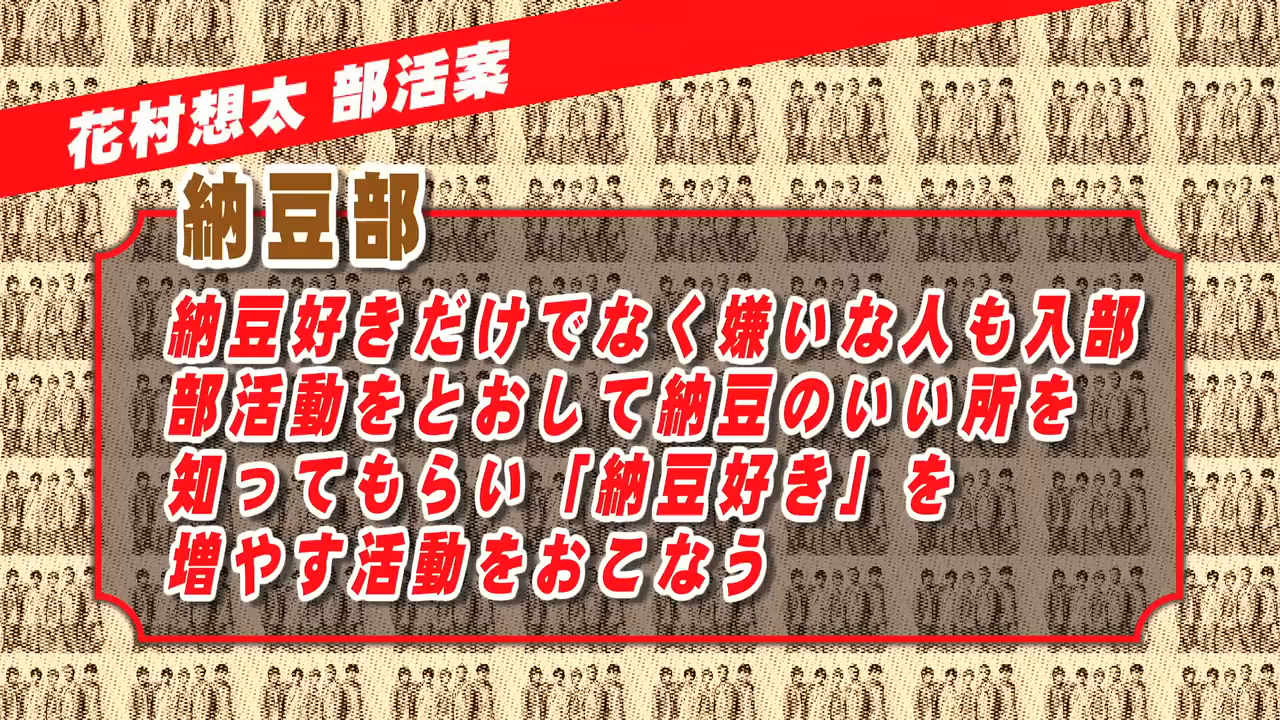 花村想太 部活案
納豆部
納豆好きだけでなく嫌いな人も入部
部活動をとおして納豆のいい所を
知ってもらい「納豆好き」を
増やす活動をおこなう